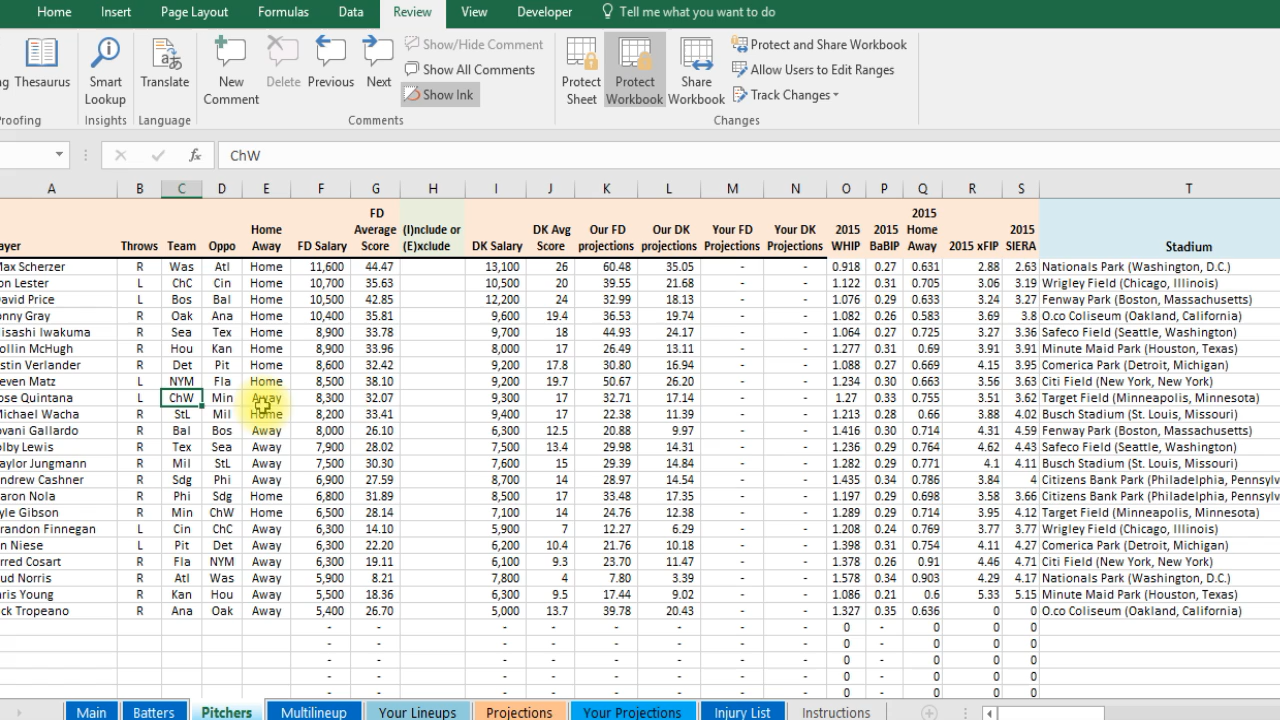 Home Insert Page Layout Formulas Data Review View Developer Tell me what you want to do
Thesaurus
Smart Lookup
Translate
New Comment
Delete
Previous
Next
Show/Hide Comment
Show All Comments
Show Ink
Protect Sheet
Protect Workbook
Share Workbook
Protect and Share Workbook
Allow Users to Edit Ranges
Track Changes
Proofing Insights Language Comments Changes
fx ChW
A B C D E F G H I J K L M N O P Q R S T
ayer Throws Team Oppo Home Away FD Salary FD Average Score (I)nclude or (E)xclude DK Salary DK Avg Score Our FD projections Our DK projections Your FD Projections Your DK Projections 2015 WHIP 2015 BaBIP 2015 Home Away 2015 xFIP 2015 SIERA Stadium
Max Scherzer R Was Atl Home 11,600 44.47 13,100 26 60.48 35.05 - - 0.918 0.27 0.631 2.88 2.63 Nationals Park (Washington, D.C.)
on Lester L ChC Cin Home 10,700 35.63 10,500 20 39.55 21.68 - - 1.122 0.31 0.705 3.06 3.19 Wrigley Field (Chicago, Illinois)
David Price L Bos Bal Home 10,500 42.85 12,200 24 32.99 18.13 - - 1.076 0.29 0.633 3.24 3.27 Fenway Park (Boston, Massachusetts)
onny Gray R Oak Ana Home 10,400 35.81 9,600 19.4 36.53 19.74 - - 1.082 0.26 0.583 3.69 3.8 O.co Coliseum (Oakland, California)
isashi Iwakuma R Sea Tex Home 8,900 33.78 9,700 18 44.93 24.17 - - 1.064 0.27 0.725 3.27 3.36 Safeco Field (Seattle, Washington)
ollin McHugh R Hou Kan Home 8,900 33.96 8,000 17 26.49 13.11 - - 1.277 0.31 0.69 3.91 3.91 Minute Maid Park (Houston, Texas)
stin Verlander R Det Pit Home 8,600 32.42 9,200 17.8 30.80 16.94 - - 1.088 0.27 0.669 4.15 3.95 Comerica Park (Detroit, Michigan)
even Matz L NYM Fla Home 8,500 38.10 9,200 19.7 50.67 26.20 - - 1.234 0.30 0.663 3.56 3.63 Citi Field (New York, New York)
ose Quintana L ChW Min Away 8,300 32.07 9,300 17 32.71 17.14 - - 1.27 0.33 0.755 3.51 3.62 Target Field (Minneapolis, Minnesota)
Michael Wacha R StL Mil Home 8,200 33.41 9,400 17 22.38 11.39 - - 1.213 0.28 0.66 3.88 4.02 Busch Stadium (St. Louis, Missouri)
ovani Gallardo R Bal Bos Away 8,000 26.10 6,300 12.5 20.88 9.97 - - 1.416 0.30 0.714 4.31 4.59 Fenway Park (Boston, Massachusetts)
olby Lewis R Tex Sea Away 7,900 28.02 7,500 13.4 29.98 14.31 - - 1.236 0.29 0.764 4.62 4.43 Safeco Field (Seattle, Washington)
aylor Jungmann R Mil StL Away 7,500 30.30 7,600 15 29.39 14.84 - - 1.282 0.29 0.771 4.1 4.11 Busch Stadium (St. Louis, Missouri)
ndrew Cashner R Sdg Phi Away 6,900 27.59 8,700 14 28.97 14.54 - - 1.435 0.34 0.786 3.84 4 Citizens Bank Park (Philadelphia, Pennsylv
aron Nola R Phi Sdg Home 6,800 31.89 8,500 17 33.48 17.35 - - 1.197 0.29 0.698 3.58 3.66 Citizens Bank Park (Philadelphia, Pennsylv
yle Gibson R Min ChW Home 6,500 28.14 7,100 14 24.76 12.38 - - 1.289 0.29 0.714 3.95 4.12 Target Field (Minneapolis, Minnesota)
randon Finnegan L Cin ChC Away 6,300 14.10 5,900 7 12.27 6.29 - - 1.208 0.24 0.769 3.77 3.77 Wrigley Field (Chicago, Illinois)
n Niese L Pit Det Away 6,300 22.20 6,200 10.4 21.76 10.18 - - 1.398 0.31 0.754 4.11 4.27 Comerica Park (Detroit, Michigan)
rred Cosart R Fla NYM Away 6,300 19.11 6,100 9.3 23.70 11.47 - - 1.378 0.35 0.91 4.46 4.71 Citi Field (New York, New York)
ud Norris R Atl Was Away 5,900 8.21 7,800 4 7.80 3.39 - - 1.578 0.34 0.903 4.29 4.17 Nationals Park (Washington, D.C.)
hris Young R Kan Hou Away 5,500 18.36 6,300 9.5 17.44 9.02 - - 1.086 0.21 0.6 5.33 5.15 Minute Maid Park (Houston, Texas)
ck Tropeano R Ana Oak Away 5,400 26.70 5,000 13.7 39.78 20.43 - - 1.327 0.35 0.636 0 0 O.co Coliseum (Oakland, California)
- - - - - - - - 0 - 0 0 0
- - - - - - - - 0 - 0 0 0
- - - - - - - - 0 - 0 0 0
- - - - - - - - 0 - 0 0 0
- - - - - - - - 0 - 0 0 0
Main Batters Pitchers Multilineup Your Lineups Projections Your Projections Injury List Instructions